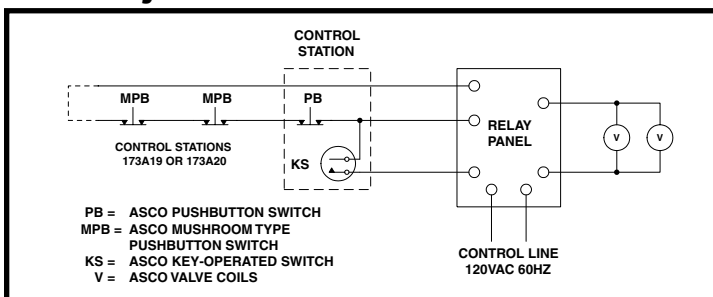 CONTROL
STATION
MPB MPB PB
RELAY
PANEL
V V
CONTROL STATIONS
173A19 OR 173A20
KS
PB = ASCO PUSHBUTTON SWITCH
MPB = ASCO MUSHROOM TYPE
PUSHBUTTON SWITCH
KS = ASCO KEY-OPERATED SWITCH
V = ASCO VALVE COILS
CONTROL LINE
120VAC 60HZ